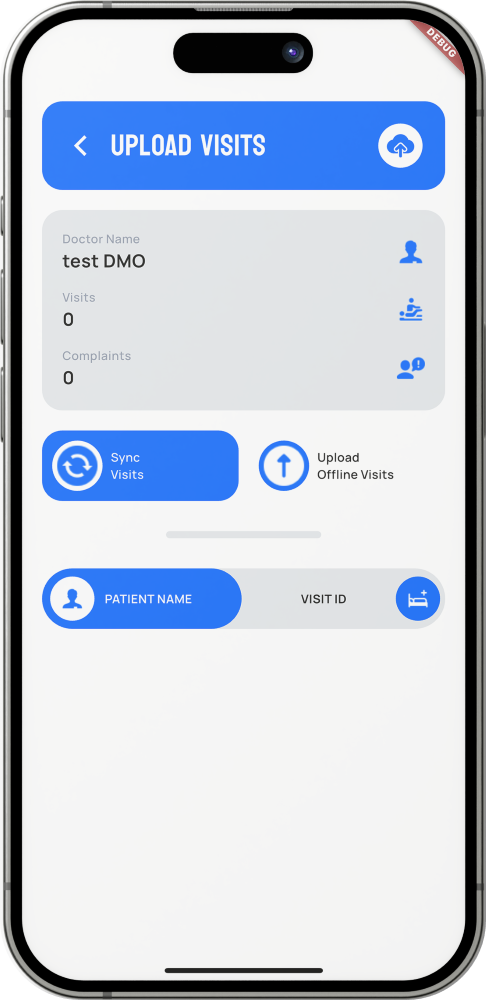 DEBUG
UPLOAD VISITS
Doctor Name
test DMO
Visits
0
Complaints
0
Sync
Visits
Upload
Offline Visits
PATIENT NAME
VISIT ID